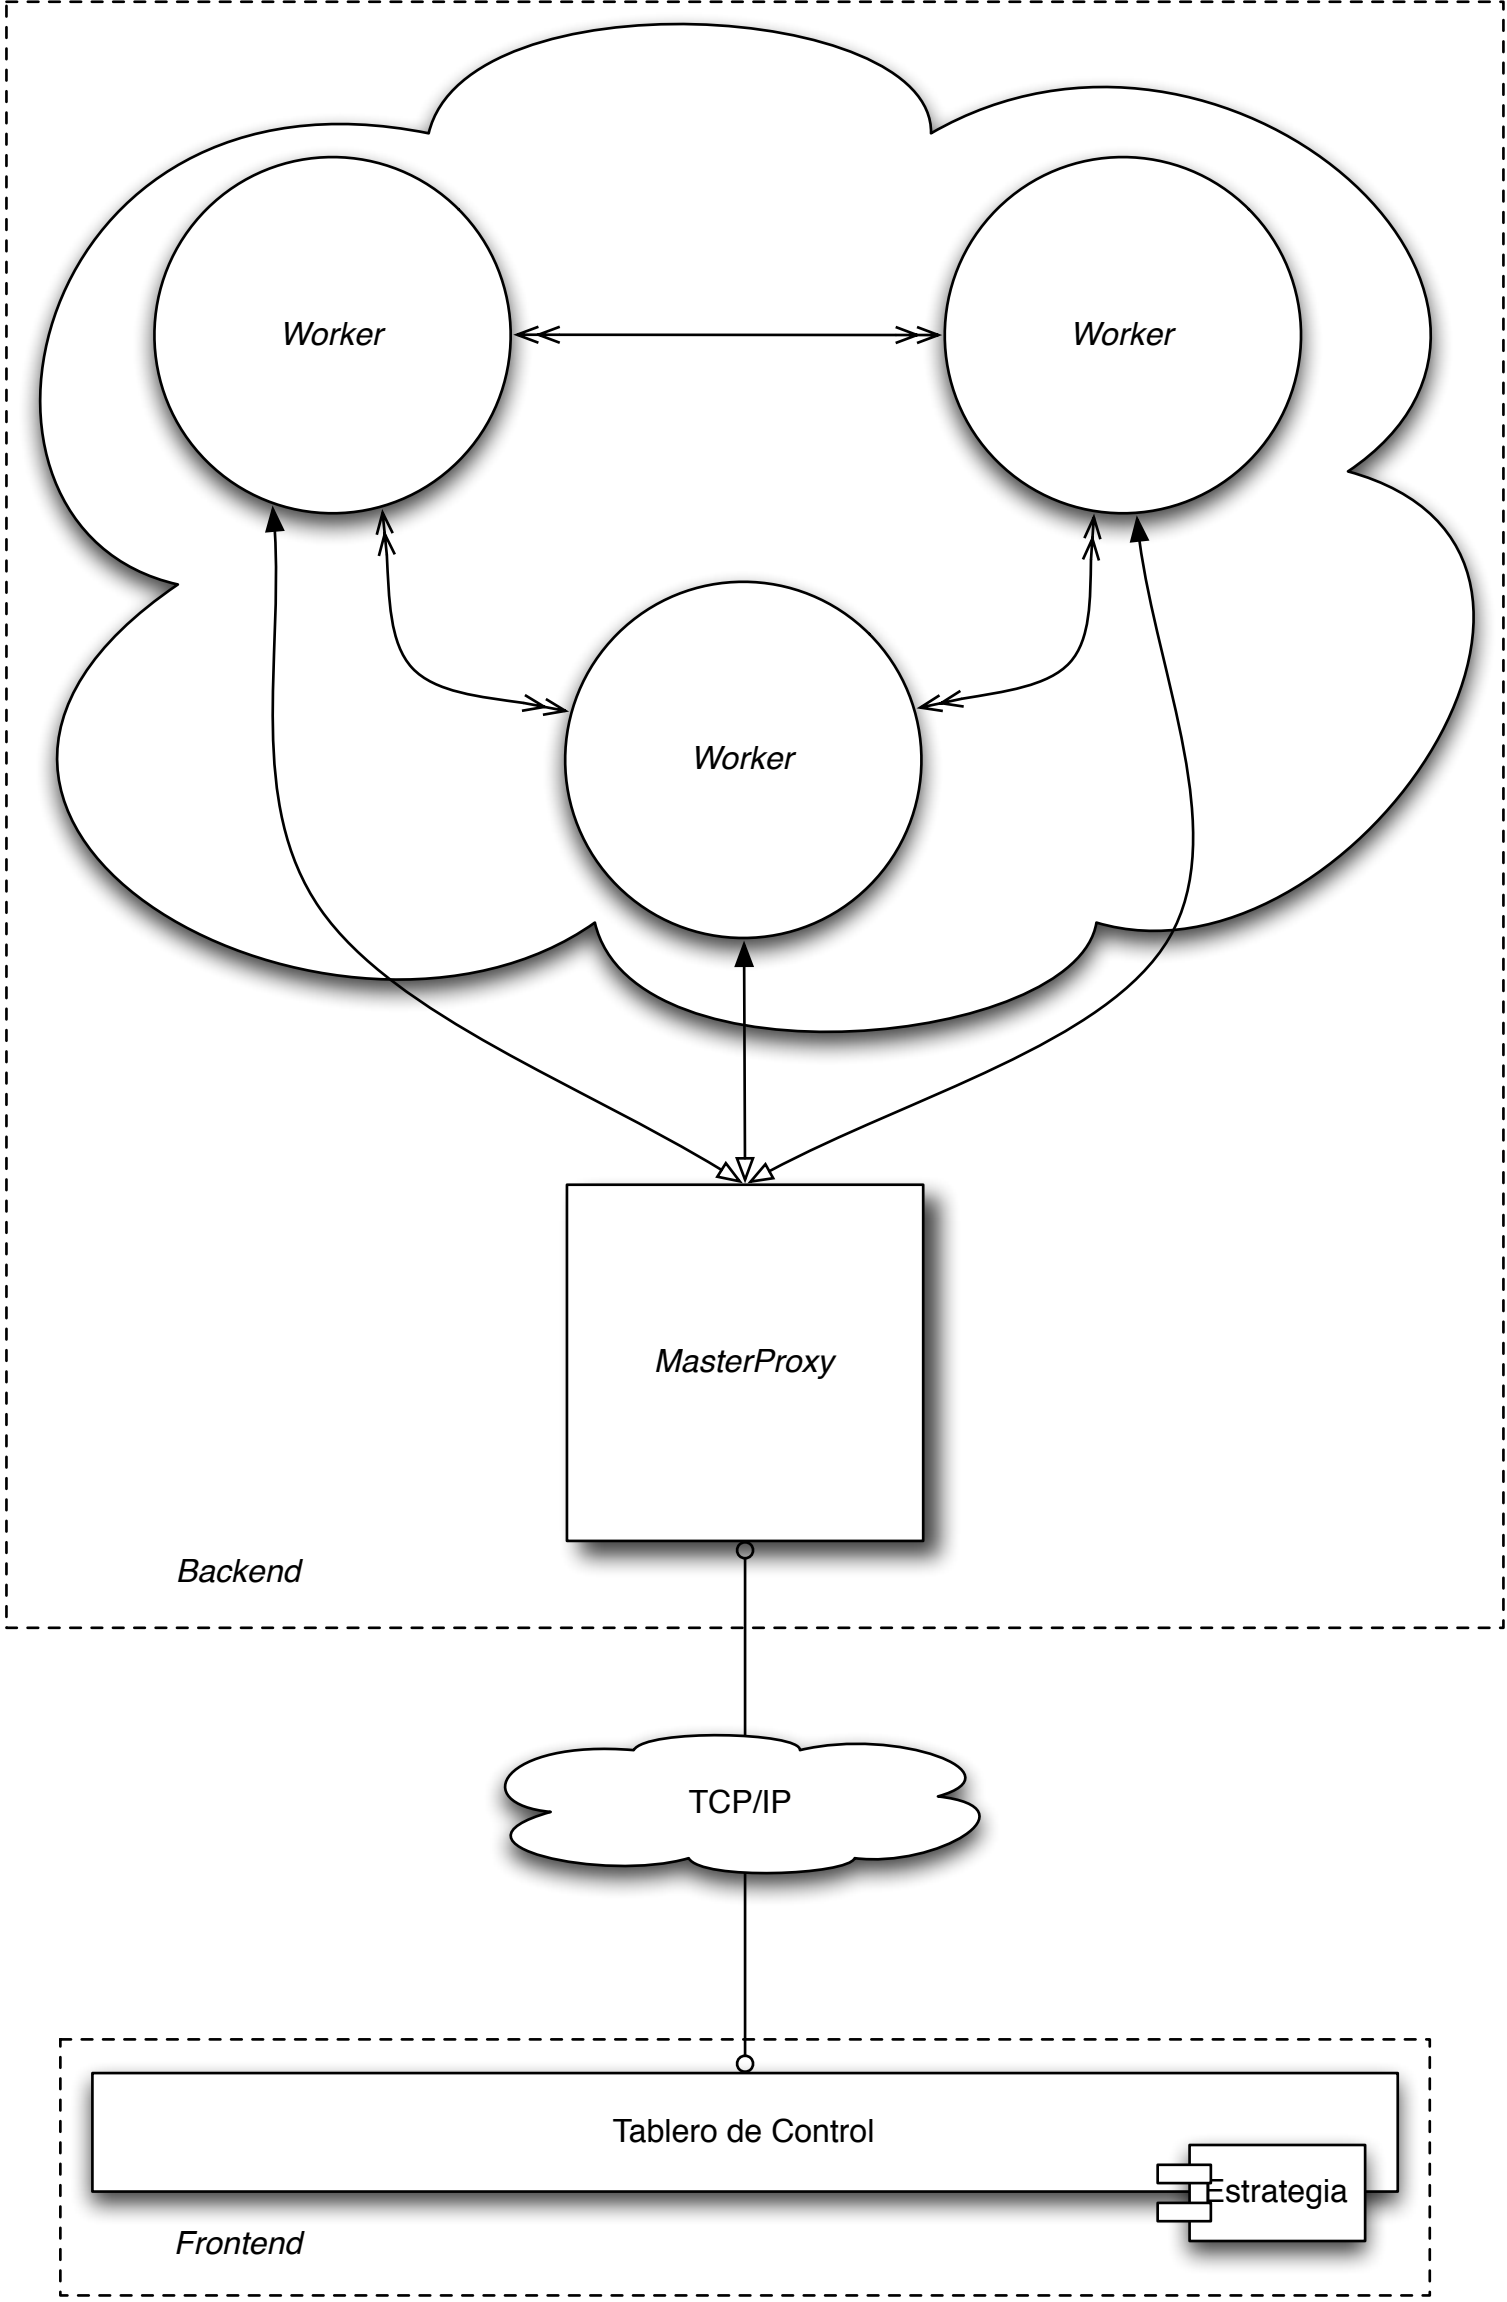 Worker
Worker
Worker
MasterProxy
Backend
TCP/IP
Tablero de Control
Estrategia
Frontend